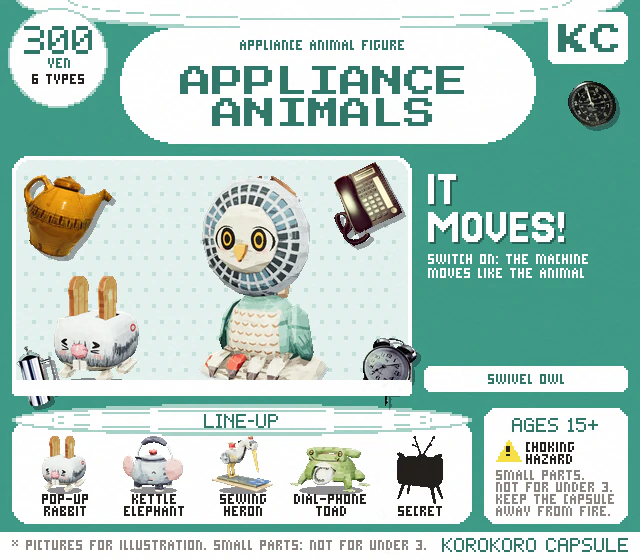 300
YEN
6 TYPES
APPLIANCE ANIMAL FIGURE
APPLIANCE
ANIMALS
KC
IT
MOVES!
SWITCH ON: THE MACHINE
MOVES LIKE THE ANIMAL
SWIVEL OWL
LINE-UP
POP-UP
RABBIT
KETTLE
ELEPHANT
SEWING
HERON
DIAL-PHONE
TOAD
SECRET
AGES 15+
CHOKING
HAZARD
SMALL PARTS.
NOT FOR UNDER 3.
KEEP THE CAPSULE
AWAY FROM FIRE.
* PICTURES FOR ILLUSTRATION. SMALL PARTS: NOT FOR UNDER 3.
KOROKORO CAPSULE